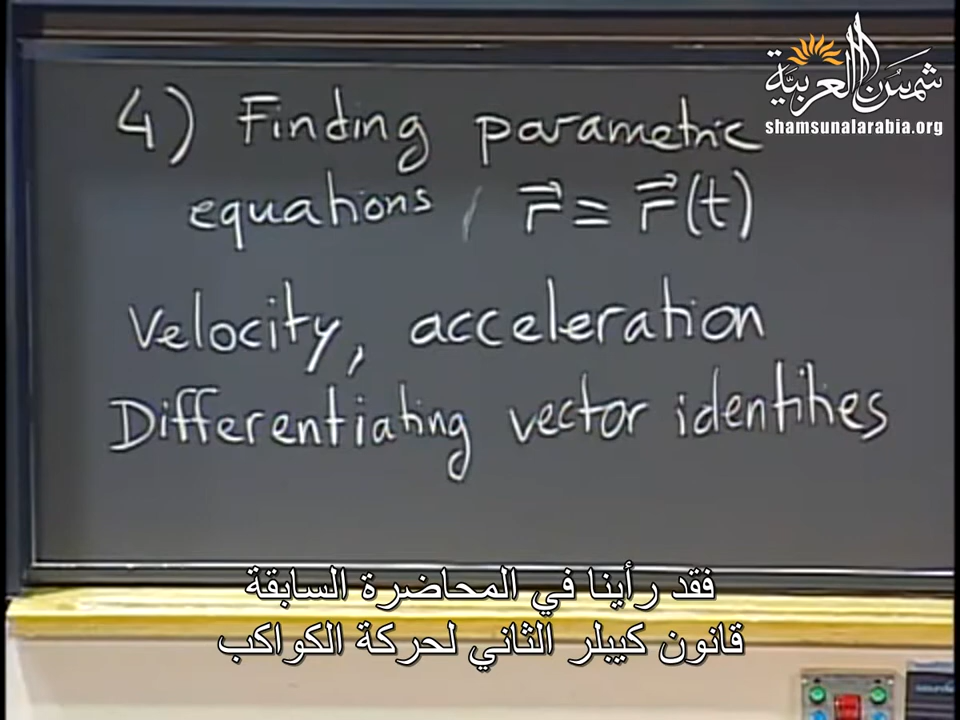 شمس العربية
shamsunalarabia.org
4) Finding parametric
equations, r⃗ = r⃗(t)
Velocity, acceleration
Differentiating vector identities
فقد رأينا في المحاضرة السابقة
قانون كيبلر الثاني لحركة الكواكب